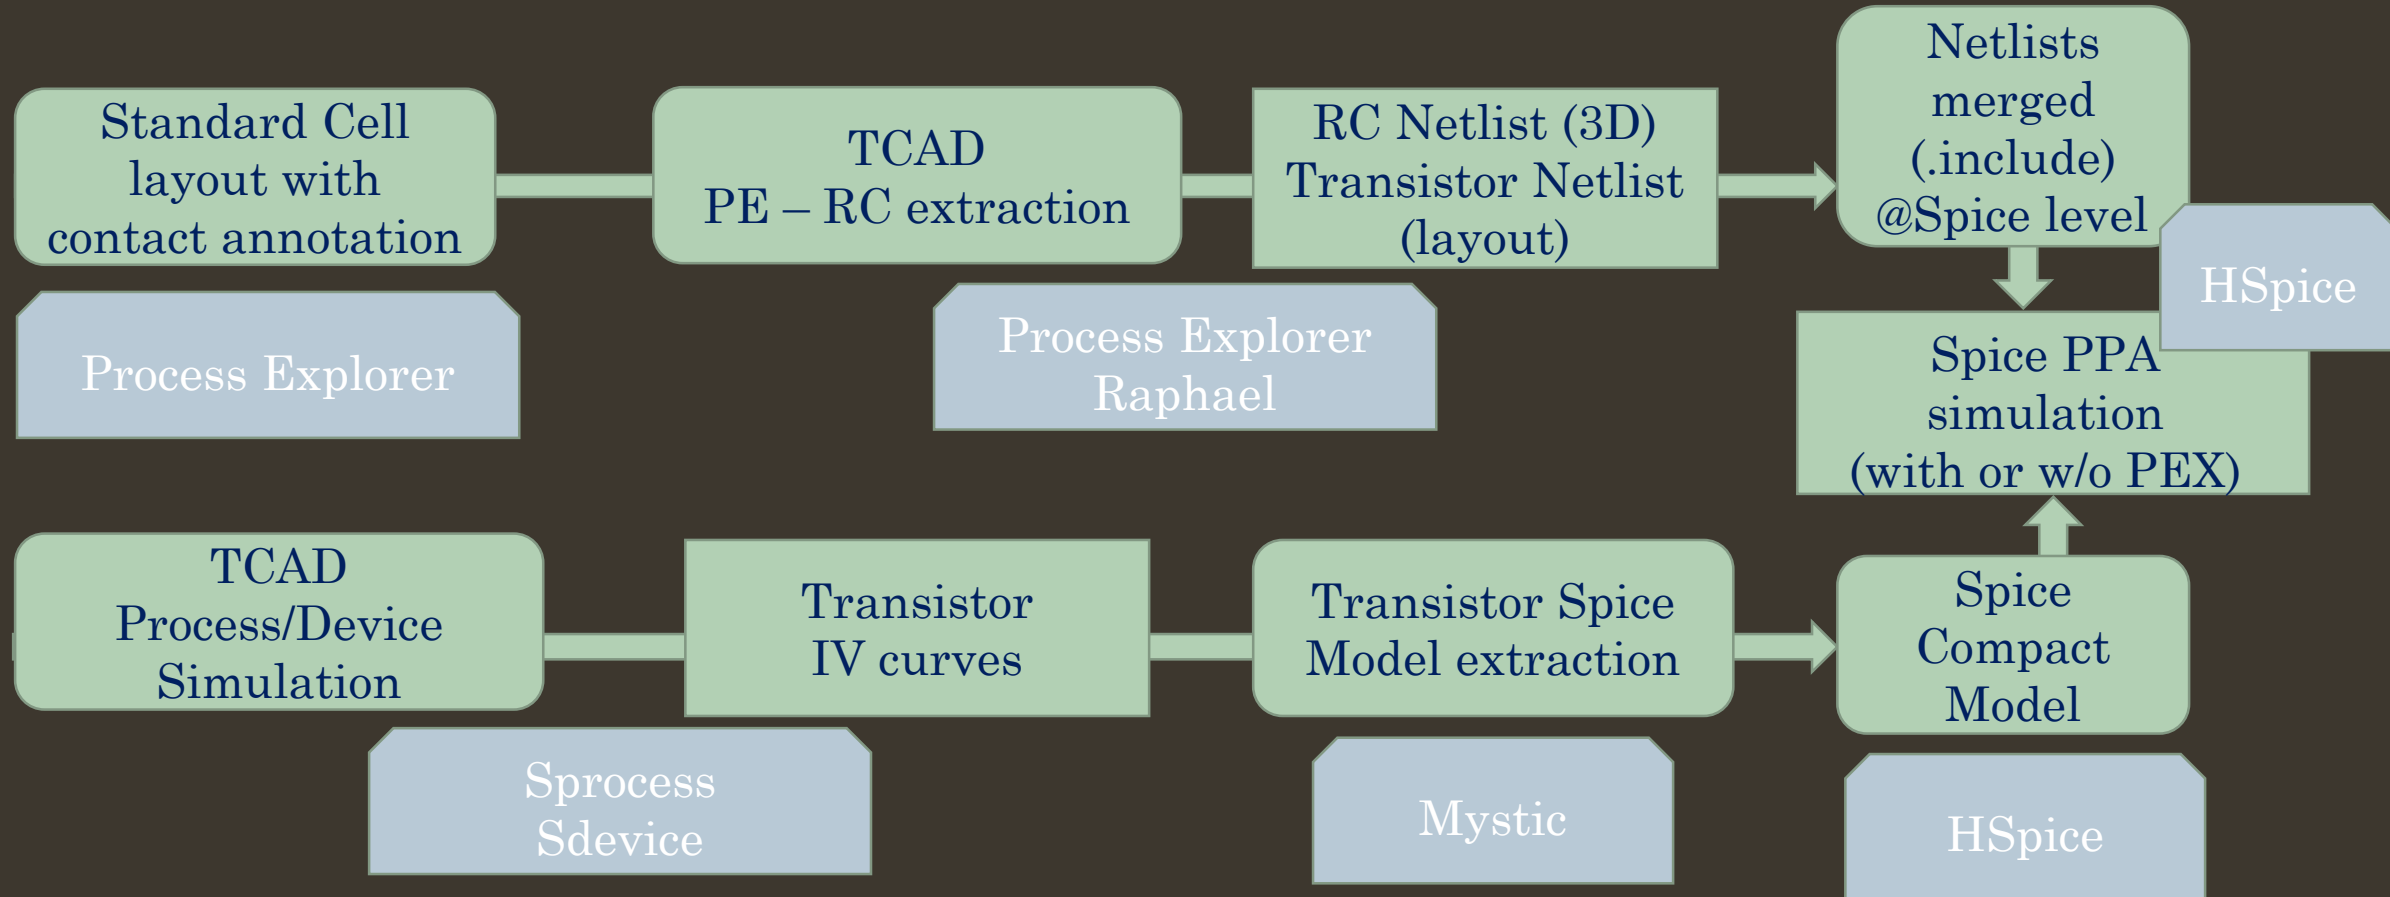 Standard Cell
layout with
contact annotation
TCAD
PE – RC extraction
RC Netlist (3D)
Transistor Netlist
(layout)
Netlists
merged
(.include)
@Spice level
HSpice
Process Explorer
Process Explorer
Raphael
Spice PPA
simulation
(with or w/o PEX)
TCAD
Process/Device
Simulation
Transistor
IV curves
Transistor Spice
Model extraction
Spice
Compact
Model
Sprocess
Sdevice
Mystic
HSpice